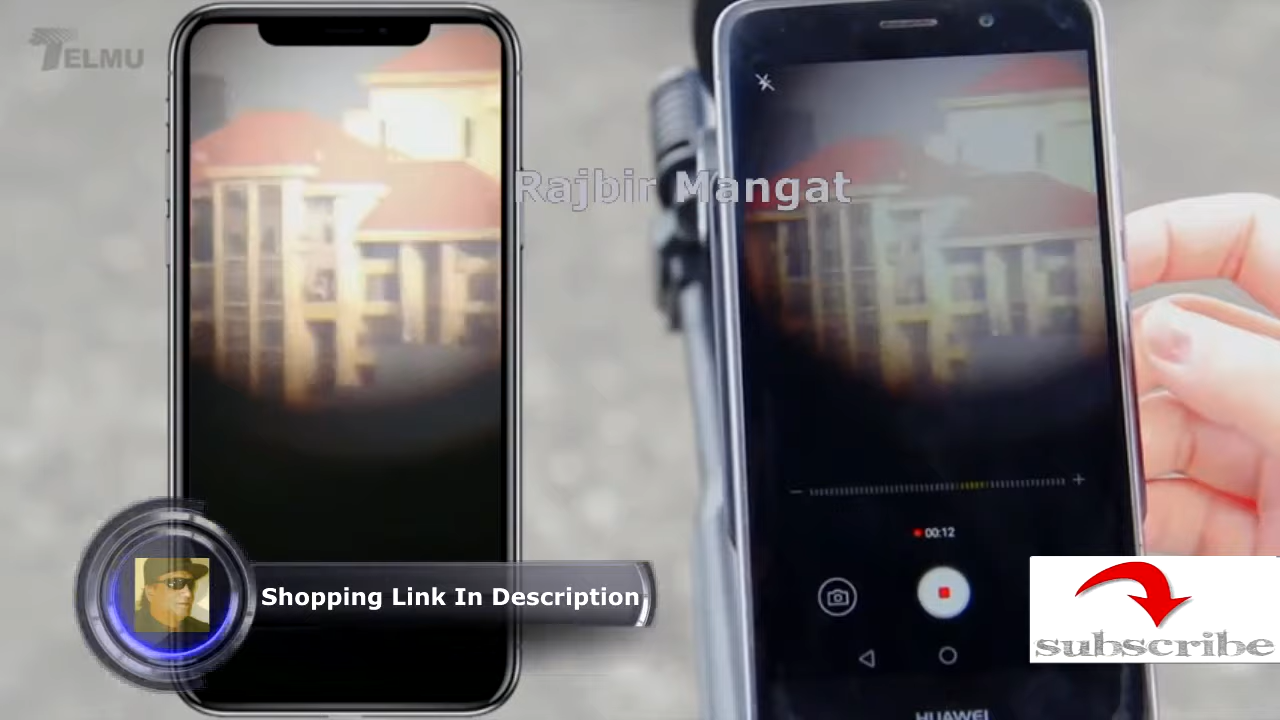 TELMU
Rajbir Mangat
00:12
Shopping Link In Description
subscribe
HUAWEI